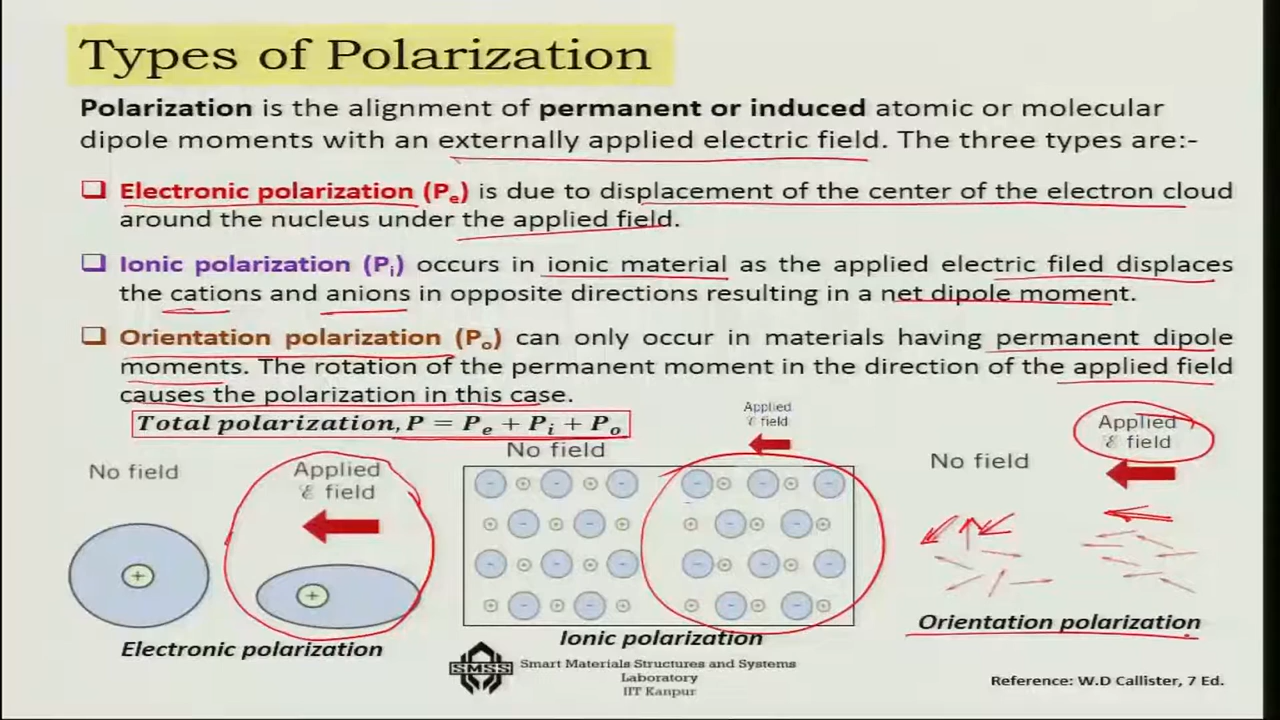 Types of Polarization
Polarization is the alignment of permanent or induced atomic or molecular
dipole moments with an externally applied electric field. The three types are:-
❑ Electronic polarization (Pe) is due to displacement of the center of the electron cloud
around the nucleus under the applied field.
❑ Ionic polarization (Pi) occurs in ionic material as the applied electric filed displaces
the cations and anions in opposite directions resulting in a net dipole moment.
❑ Orientation polarization (Po) can only occur in materials having permanent dipole
moments. The rotation of the permanent moment in the direction of the applied field
causes the polarization in this case.
Total polarization, P = Pe + Pi + Po
No field
Applied
ℰ field
+
+
Electronic polarization
No field
Applied
ℰ field
- + - + -
+ - + - +
- + - + -
+ - + - +
- + - + -
+ - + - +
- + - + -
+ - + - +
Ionic polarization
No field
Applied
ℰ field
Orientation polarization
SMSS
Smart Materials Structures and Systems
Laboratory
IIT Kanpur
Reference: W.D Callister, 7 Ed.